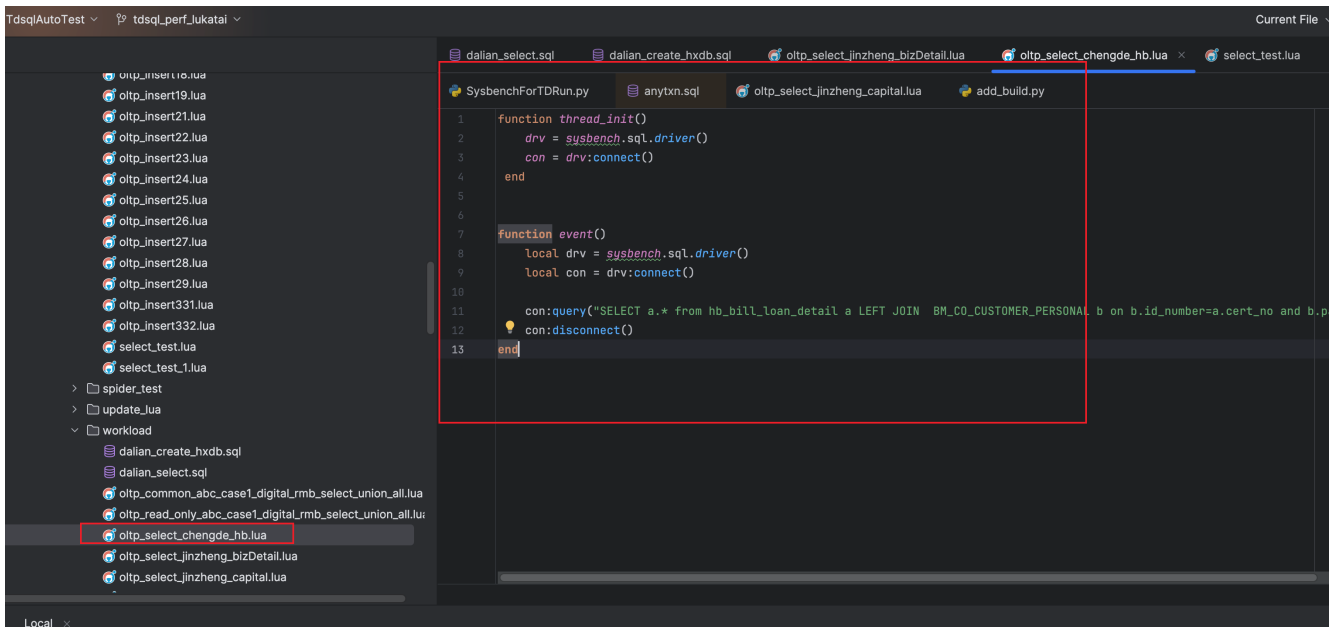 TdsqlAutoTest tdsql_perf_lukatai Current File
dalian_select.sql dalian_create_hxdb.sql oltp_select_jinzheng_bizDetail.lua oltp_select_chengde_hb.lua select_test.lua
SysbenchForTDRun.py anytxn.sql oltp_select_jinzheng_capital.lua add_build.py
oltp_insert18.lua
oltp_insert19.lua
oltp_insert21.lua
oltp_insert22.lua
oltp_insert23.lua
oltp_insert24.lua
oltp_insert25.lua
oltp_insert26.lua
oltp_insert27.lua
oltp_insert28.lua
oltp_insert29.lua
oltp_insert331.lua
oltp_insert332.lua
select_test.lua
select_test_1.lua
spider_test
update_lua
workload
dalian_create_hxdb.sql
dalian_select.sql
oltp_common_abc_case1_digital_rmb_select_union_all.lua
oltp_read_only_abc_case1_digital_rmb_select_union_all.lua
oltp_select_chengde_hb.lua
oltp_select_jinzheng_bizDetail.lua
oltp_select_jinzheng_capital.lua
1 function thread_init()
2 drv = sysbench.sql.driver()
3 con = drv:connect()
4 end
5
6
7 function event()
8 local drv = sysbench.sql.driver()
9 local con = drv:connect()
10
11 con:query("SELECT a.* from hb_bill_loan_detail a LEFT JOIN BM_CO_CUSTOMER_PERSONAL b on b.id_number=a.cert_no and b.p
12 con:disconnect()
13 end
Local